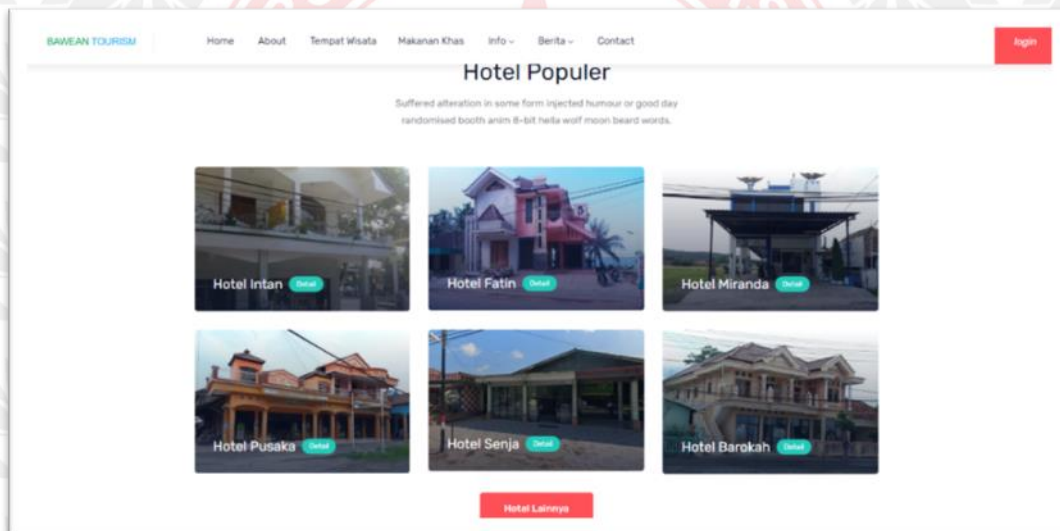 BAWEAN TOURISM Home About Tempat Wisata Makanan Khas Info Berita Contact login
Hotel Populer
Suffered alteration in some form injected humour or good day
randomised booth anim 8-bit hella wolf moon beard words.
Hotel Intan Detail
Hotel Fatin Detail
Hotel Miranda Detail
Hotel Pusaka Detail
Hotel Senja Detail
Hotel Barokah Detail
Hotel Lainnya